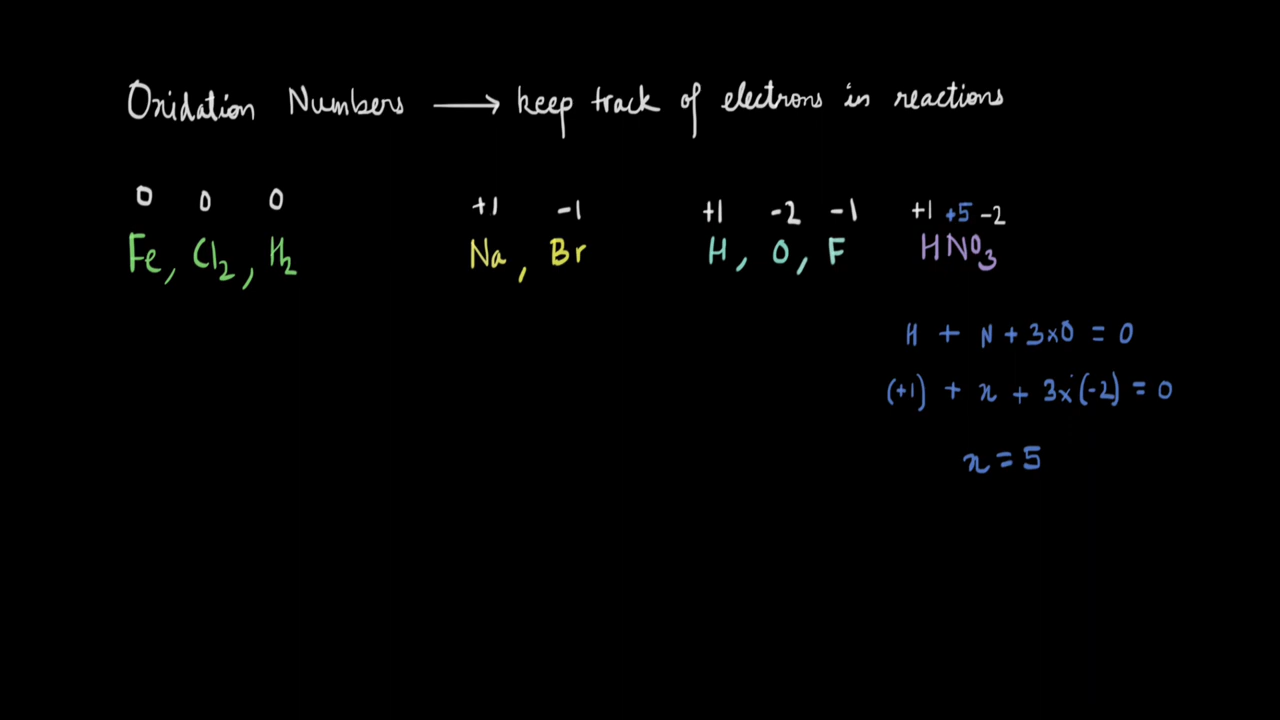 Oxidation Numbers → keep track of electrons in reactions
0 0 0 +1 -1 +1 -2 -1 +1 +5 -2
Fe, Cl₂, H₂ Na, Br H, O, F HNO₃
H + N + 3×O = 0
(+1) + x + 3×(-2) = 0
x = 5